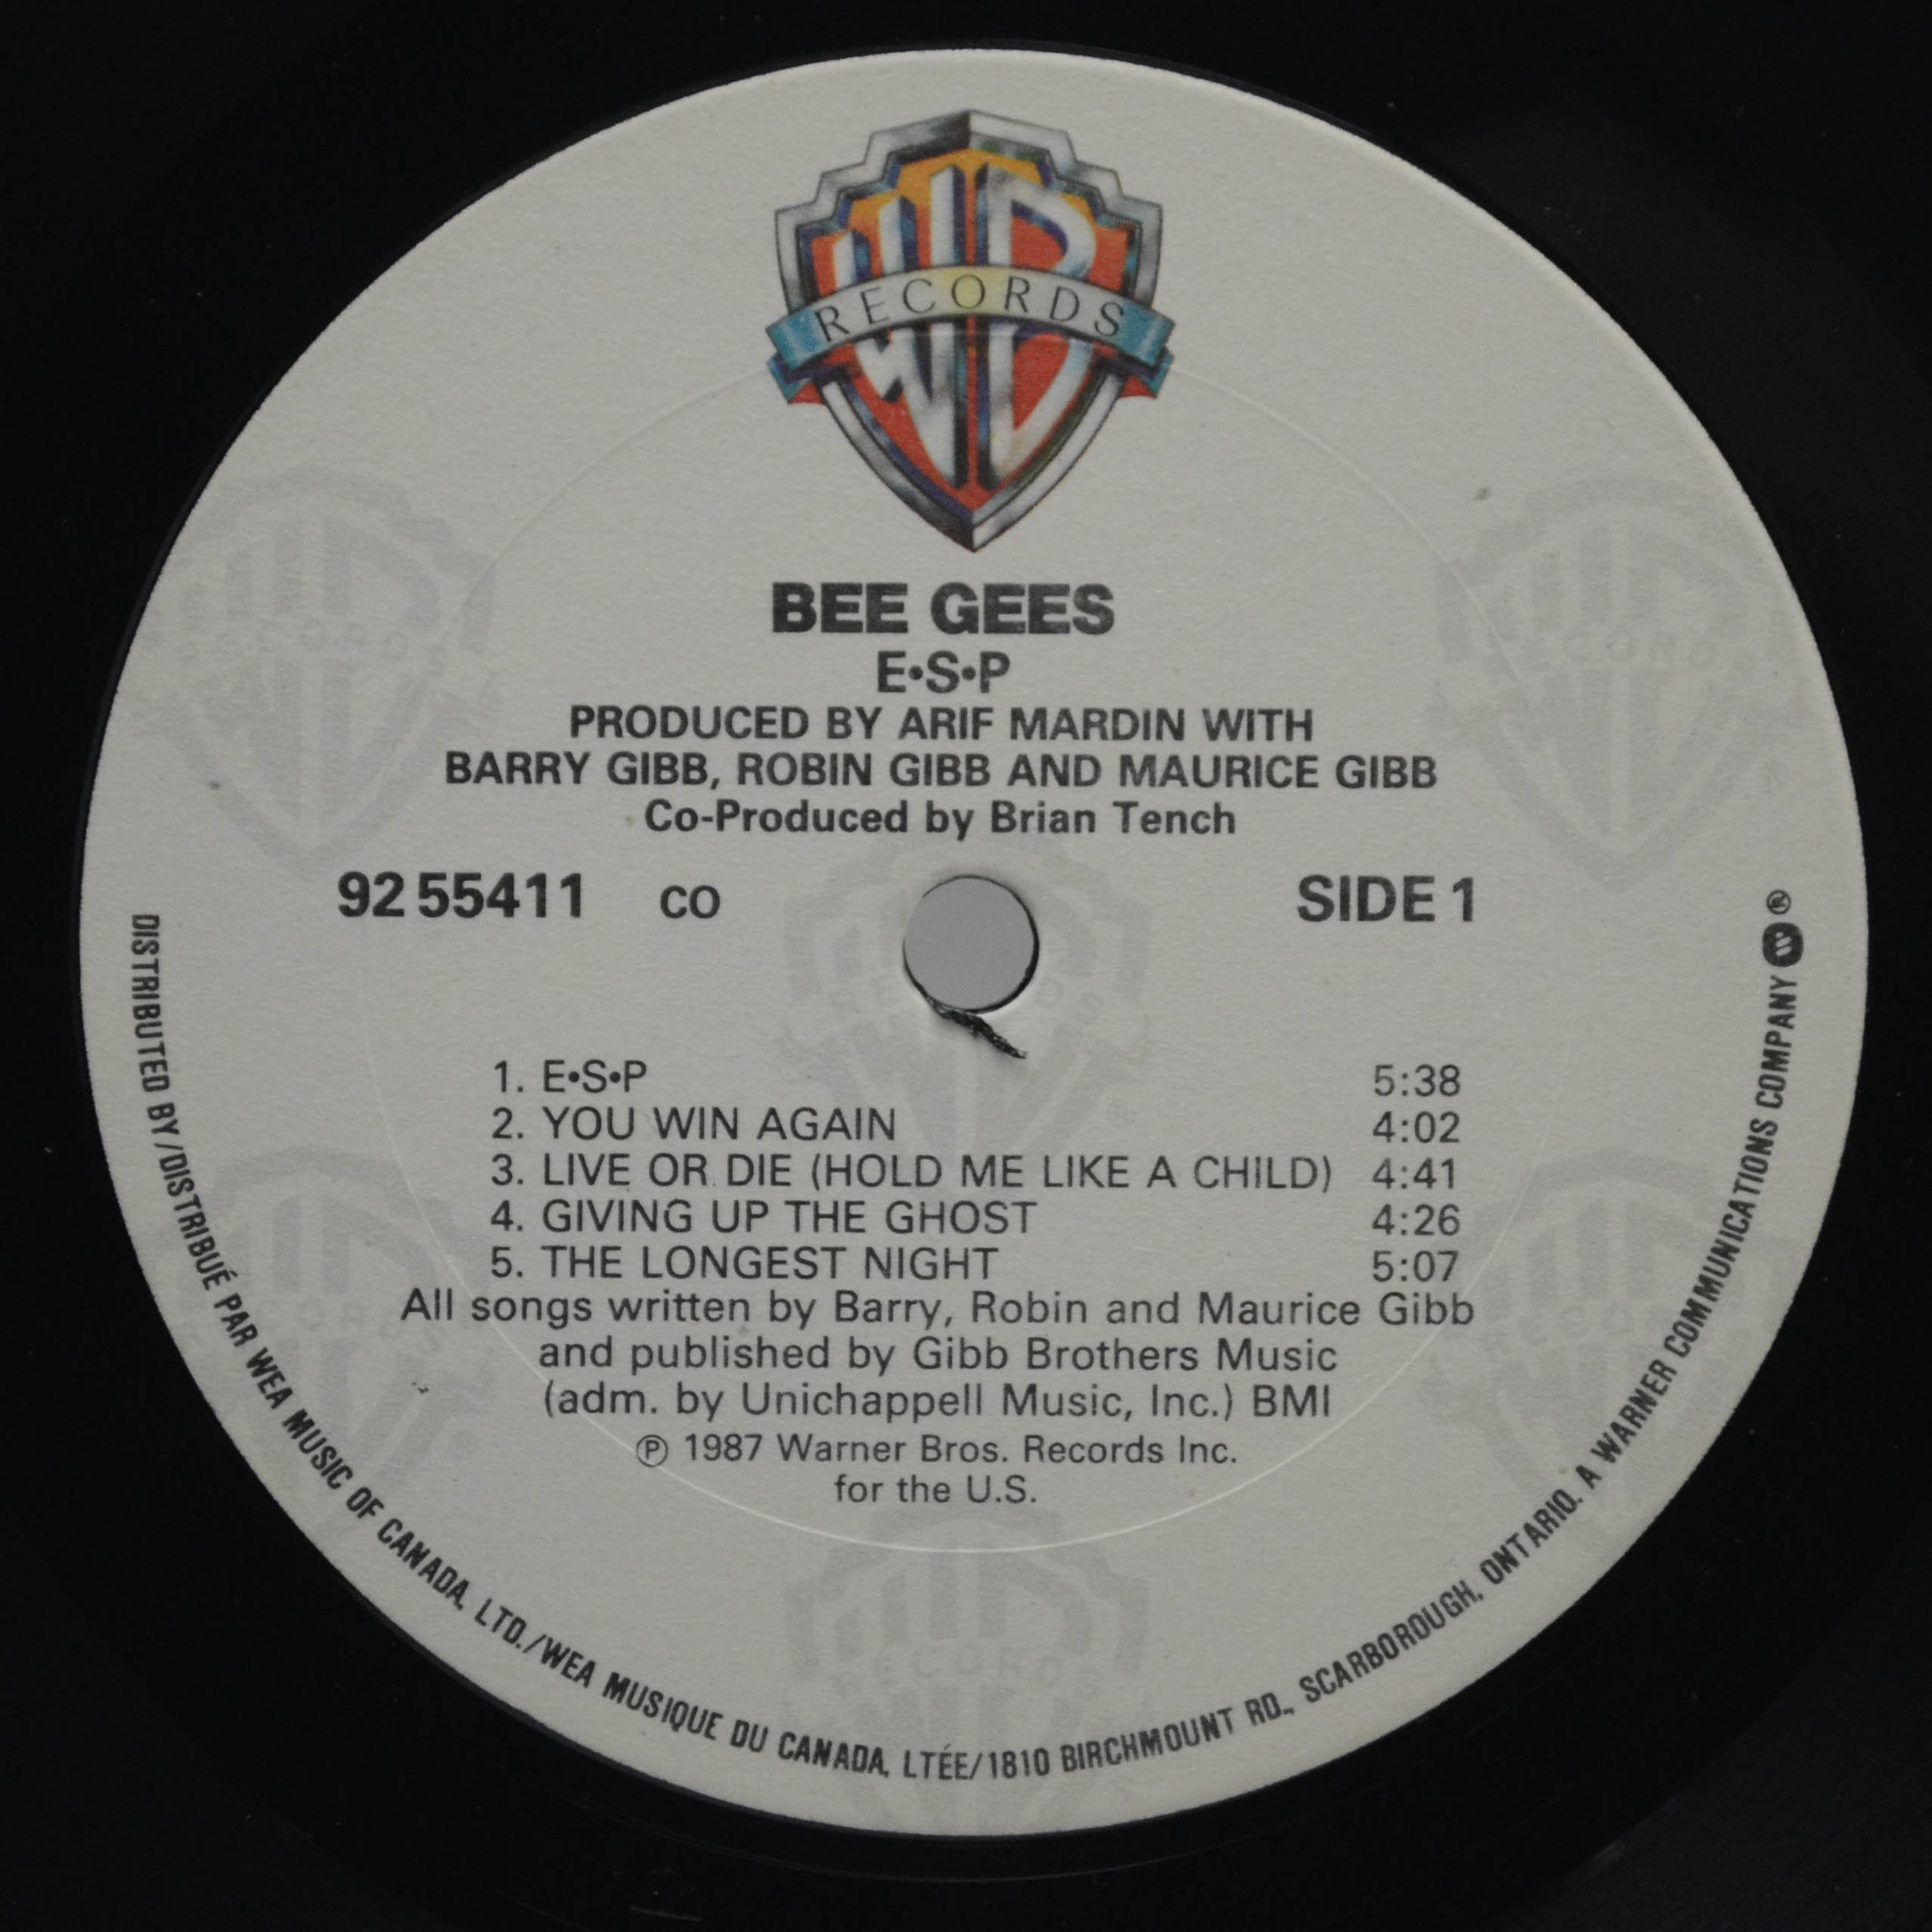 WB
RECORDS
BEE GEES
E•S•P
PRODUCED BY ARIF MARDIN WITH
BARRY GIBB, ROBIN GIBB AND MAURICE GIBB
Co-Produced by Brian Tench
92 55411 CO SIDE 1
1. E•S•P 5:38
2. YOU WIN AGAIN 4:02
3. LIVE OR DIE (HOLD ME LIKE A CHILD) 4:41
4. GIVING UP THE GHOST 4:26
5. THE LONGEST NIGHT 5:07
All songs written by Barry, Robin and Maurice Gibb
and published by Gibb Brothers Music
(adm. by Unichappell Music, Inc.) BMI
℗ 1987 Warner Bros. Records Inc.
for the U.S.
DISTRIBUTED BY/DISTRIBUÉ PAR WEA MUSIC OF CANADA, LTD./WEA MUSIQUE DU CANADA, LTÉE/1810 BIRCHMOUNT RD., SCARBOROUGH, ONTARIO. A WARNER COMMUNICATIONS COMPANY ®